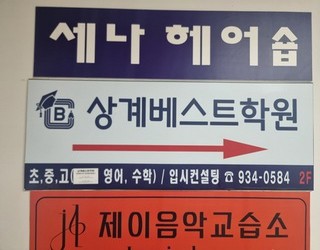 세나 헤어숍
B
상계베스트학원
초,중,고( 영어, 수학) / 입시컨설팅 ☎ 934-0584 2F
제이음악교습소